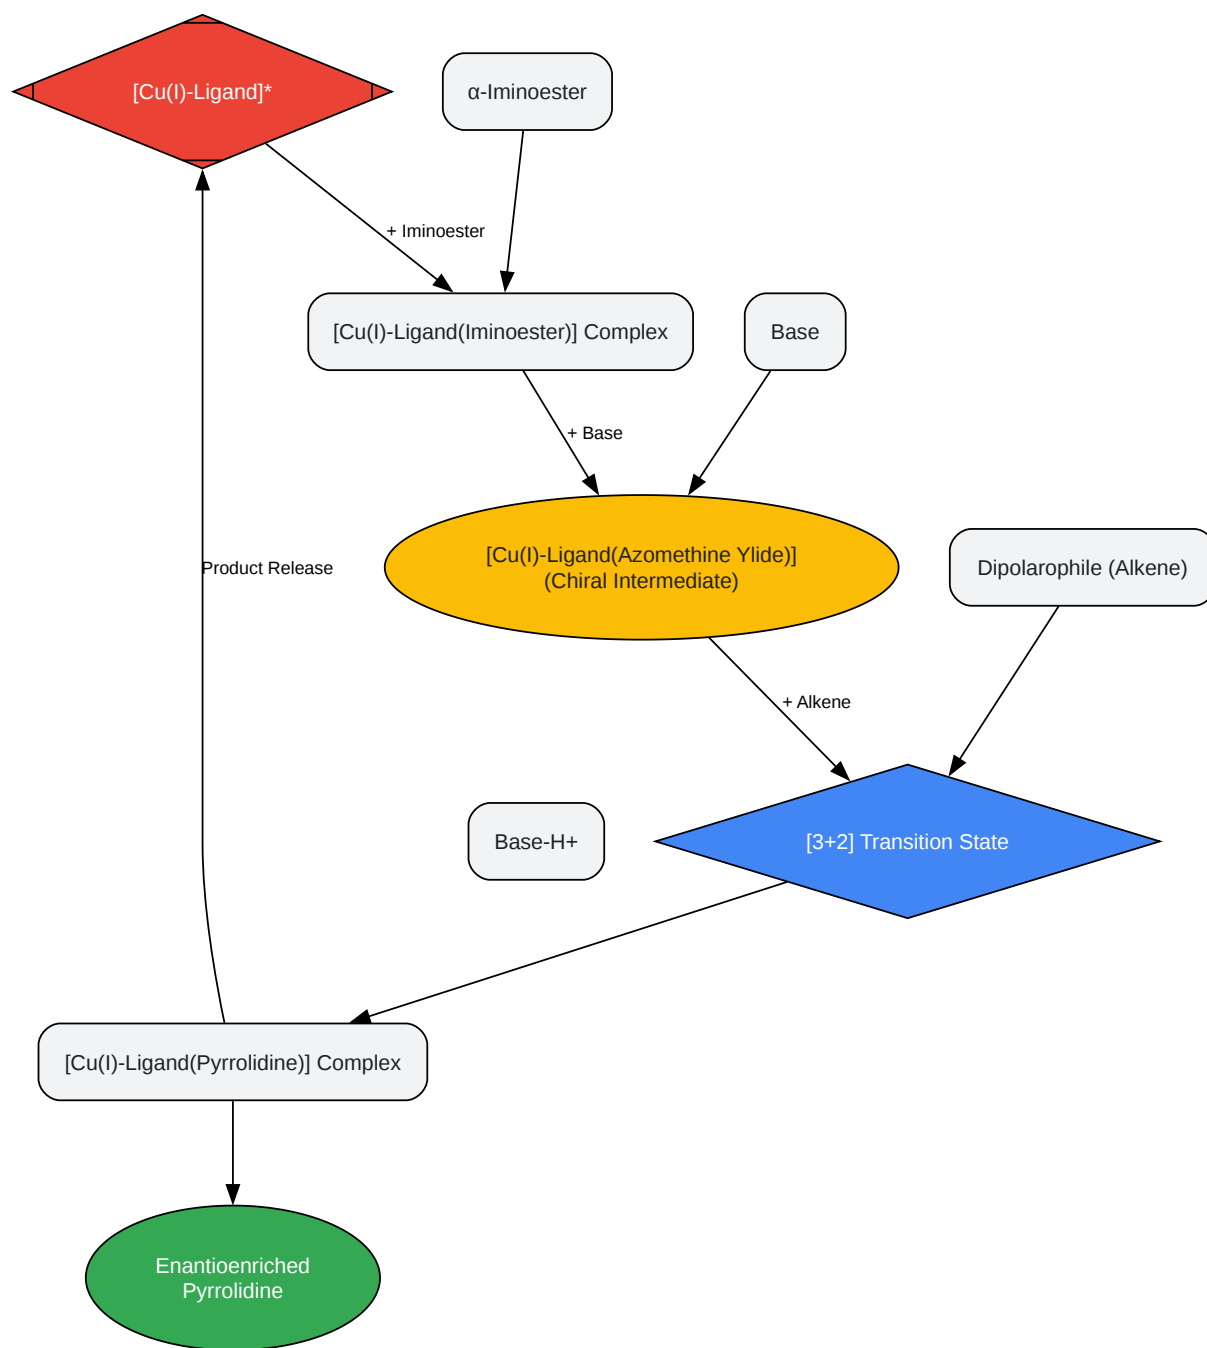 [Cu(I)-Ligand]*
α-Iminoester
+ Iminoester
[Cu(I)-Ligand(Iminoester)] Complex
Base
+ Base
[Cu(I)-Ligand(Azomethine Ylide)]
(Chiral Intermediate)
Product Release
Dipolarophile (Alkene)
+ Alkene
Base-H+
[3+2] Transition State
[Cu(I)-Ligand(Pyrrolidine)] Complex
Enantioenriched
Pyrrolidine